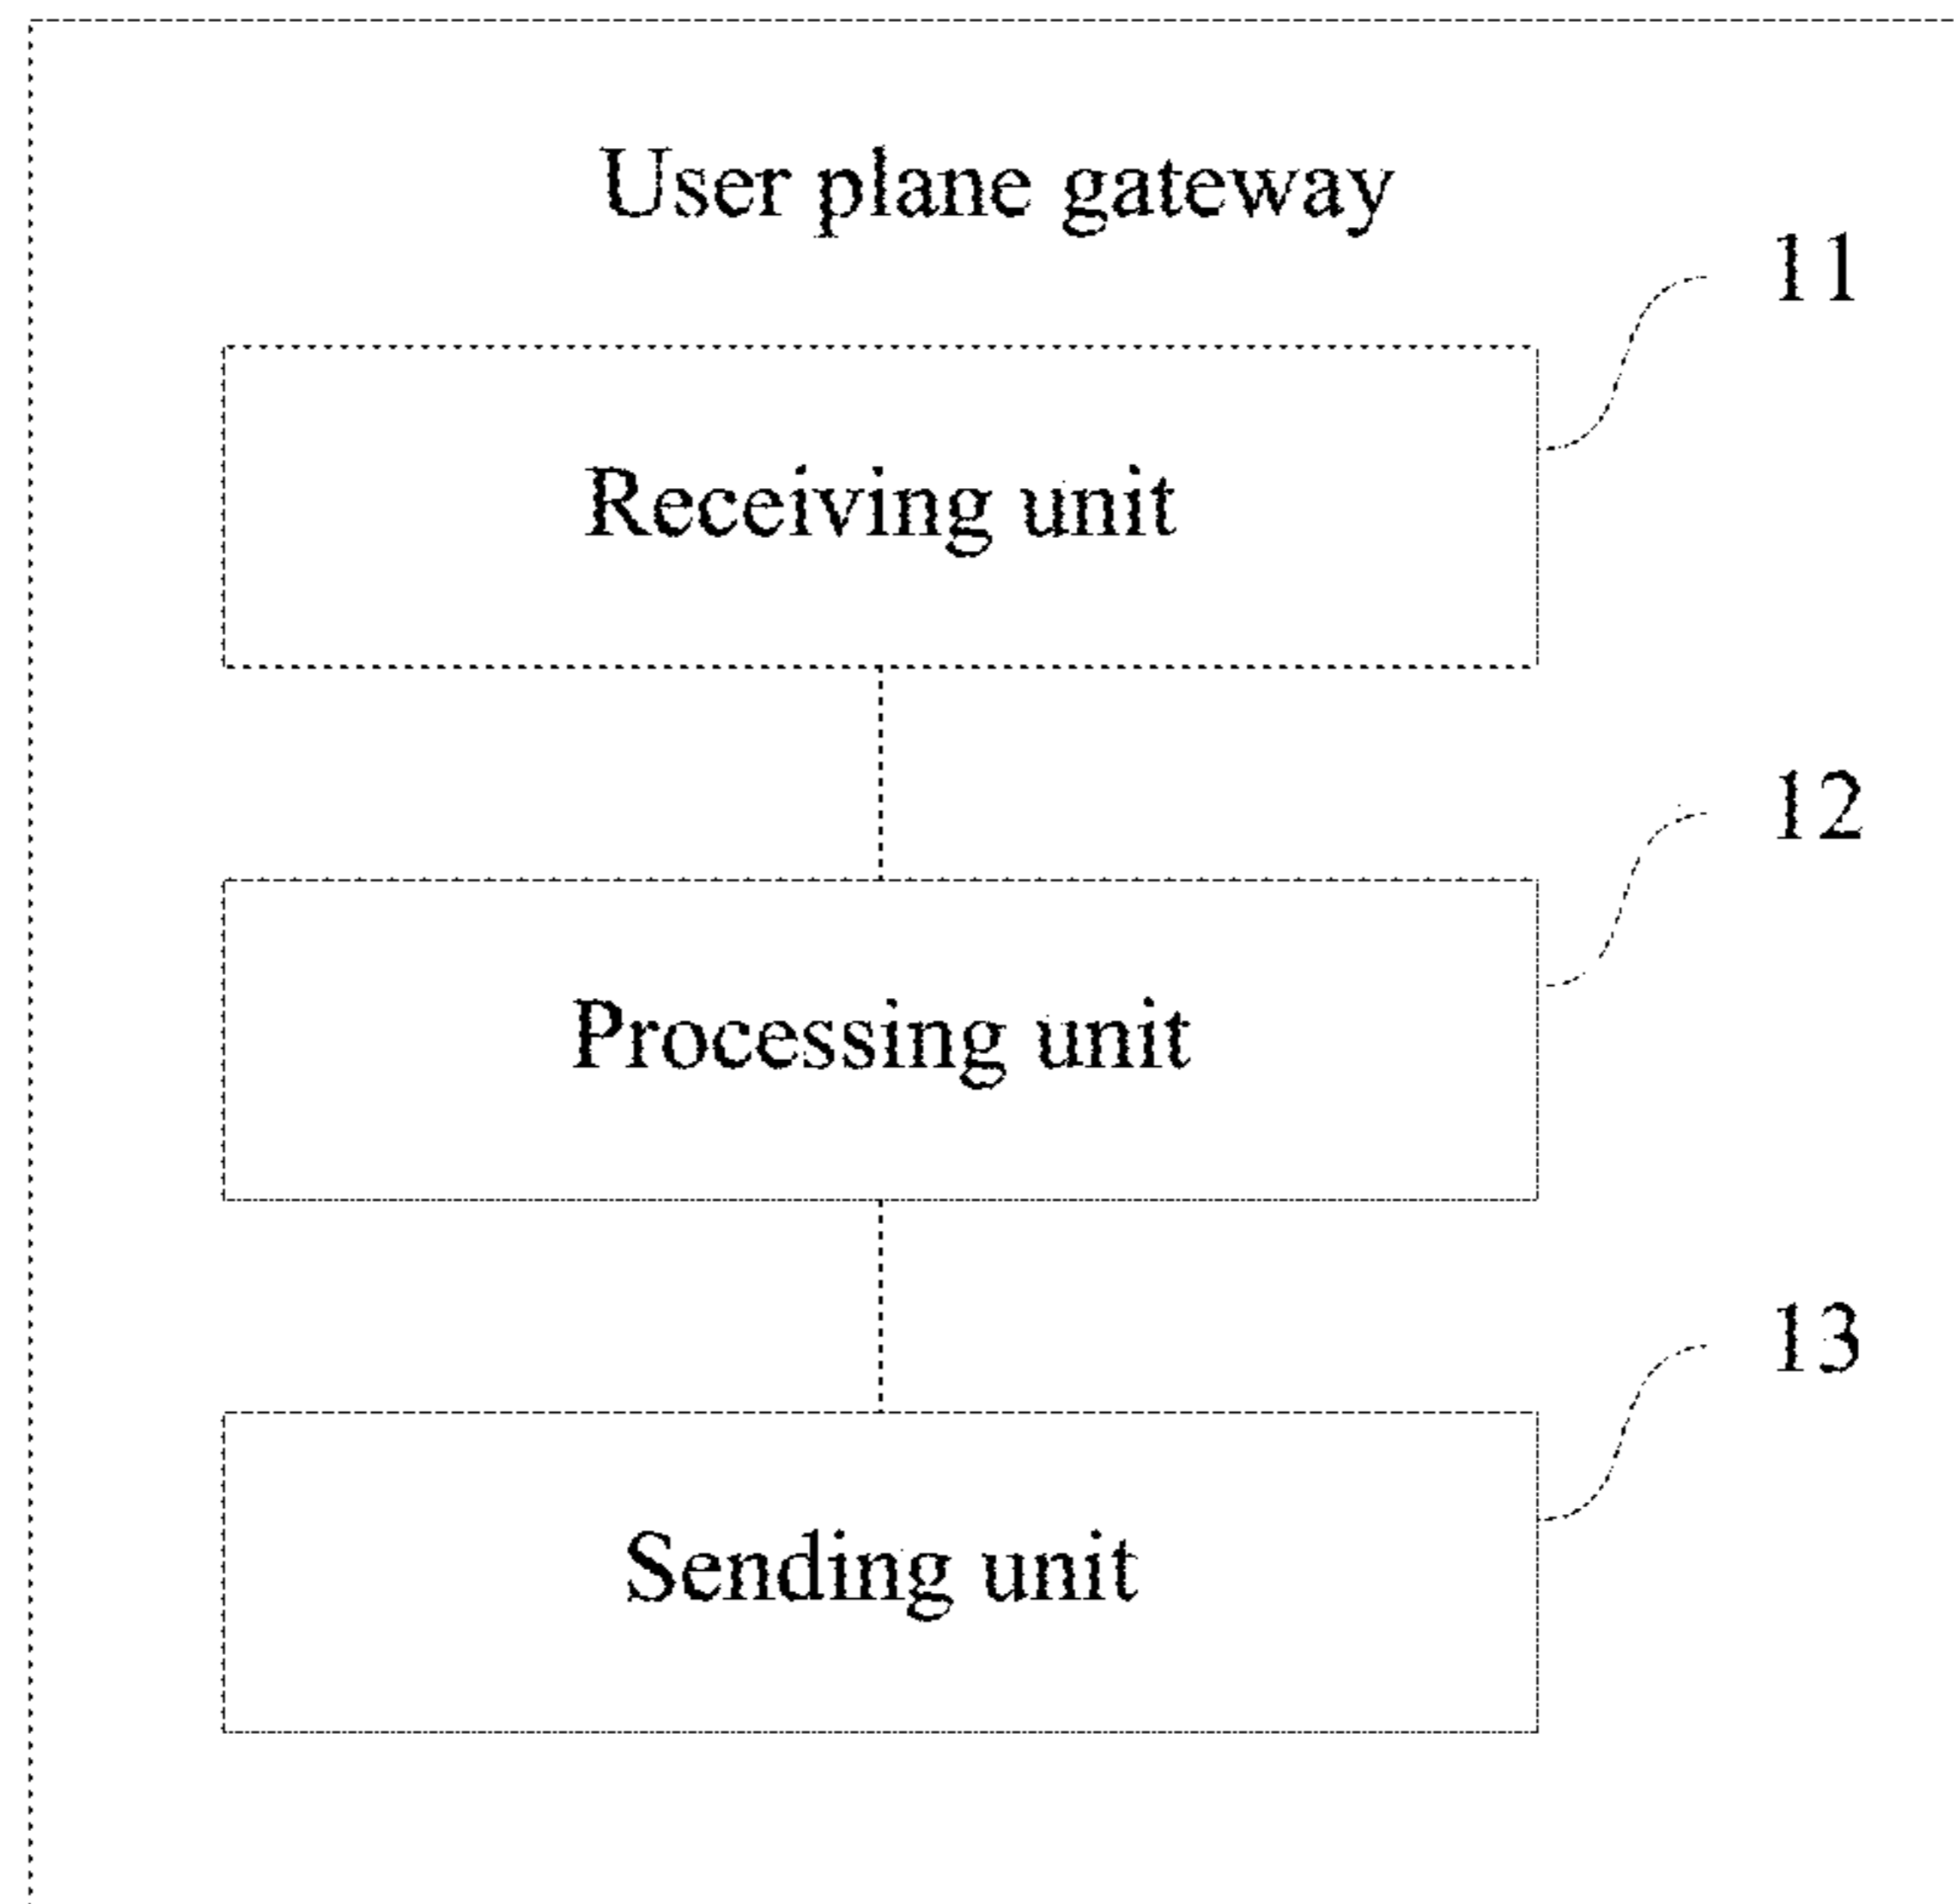 User plane gateway
11
Receiving unit
12
Processing unit
13
Sending unit